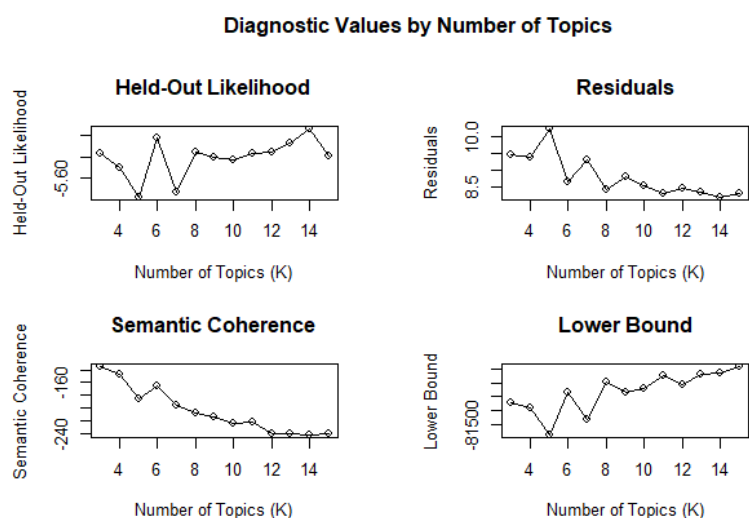 Diagnostic Values by Number of Topics
Held-Out Likelihood
Held-Out Likelihood
-5.60
4 6 8 10 12 14
Number of Topics (K)
Residuals
Residuals
10.0
8.5
4 6 8 10 12 14
Number of Topics (K)
Semantic Coherence
Semantic Coherence
-160
-240
4 6 8 10 12 14
Number of Topics (K)
Lower Bound
Lower Bound
-81500
4 6 8 10 12 14
Number of Topics (K)